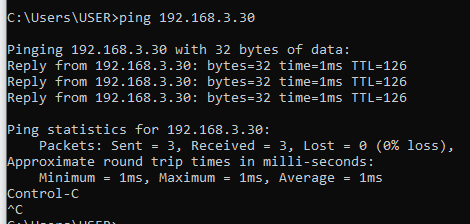 C:\Users\USER>ping 192.168.3.30
Pinging 192.168.3.30 with 32 bytes of data:
Reply from 192.168.3.30: bytes=32 time=1ms TTL=126
Reply from 192.168.3.30: bytes=32 time=1ms TTL=126
Reply from 192.168.3.30: bytes=32 time=1ms TTL=126
Ping statistics for 192.168.3.30:
    Packets: Sent = 3, Received = 3, Lost = 0 (0% loss),
Approximate round trip times in milli-seconds:
    Minimum = 1ms, Maximum = 1ms, Average = 1ms
Control-C
^C
C:\Users\USER>